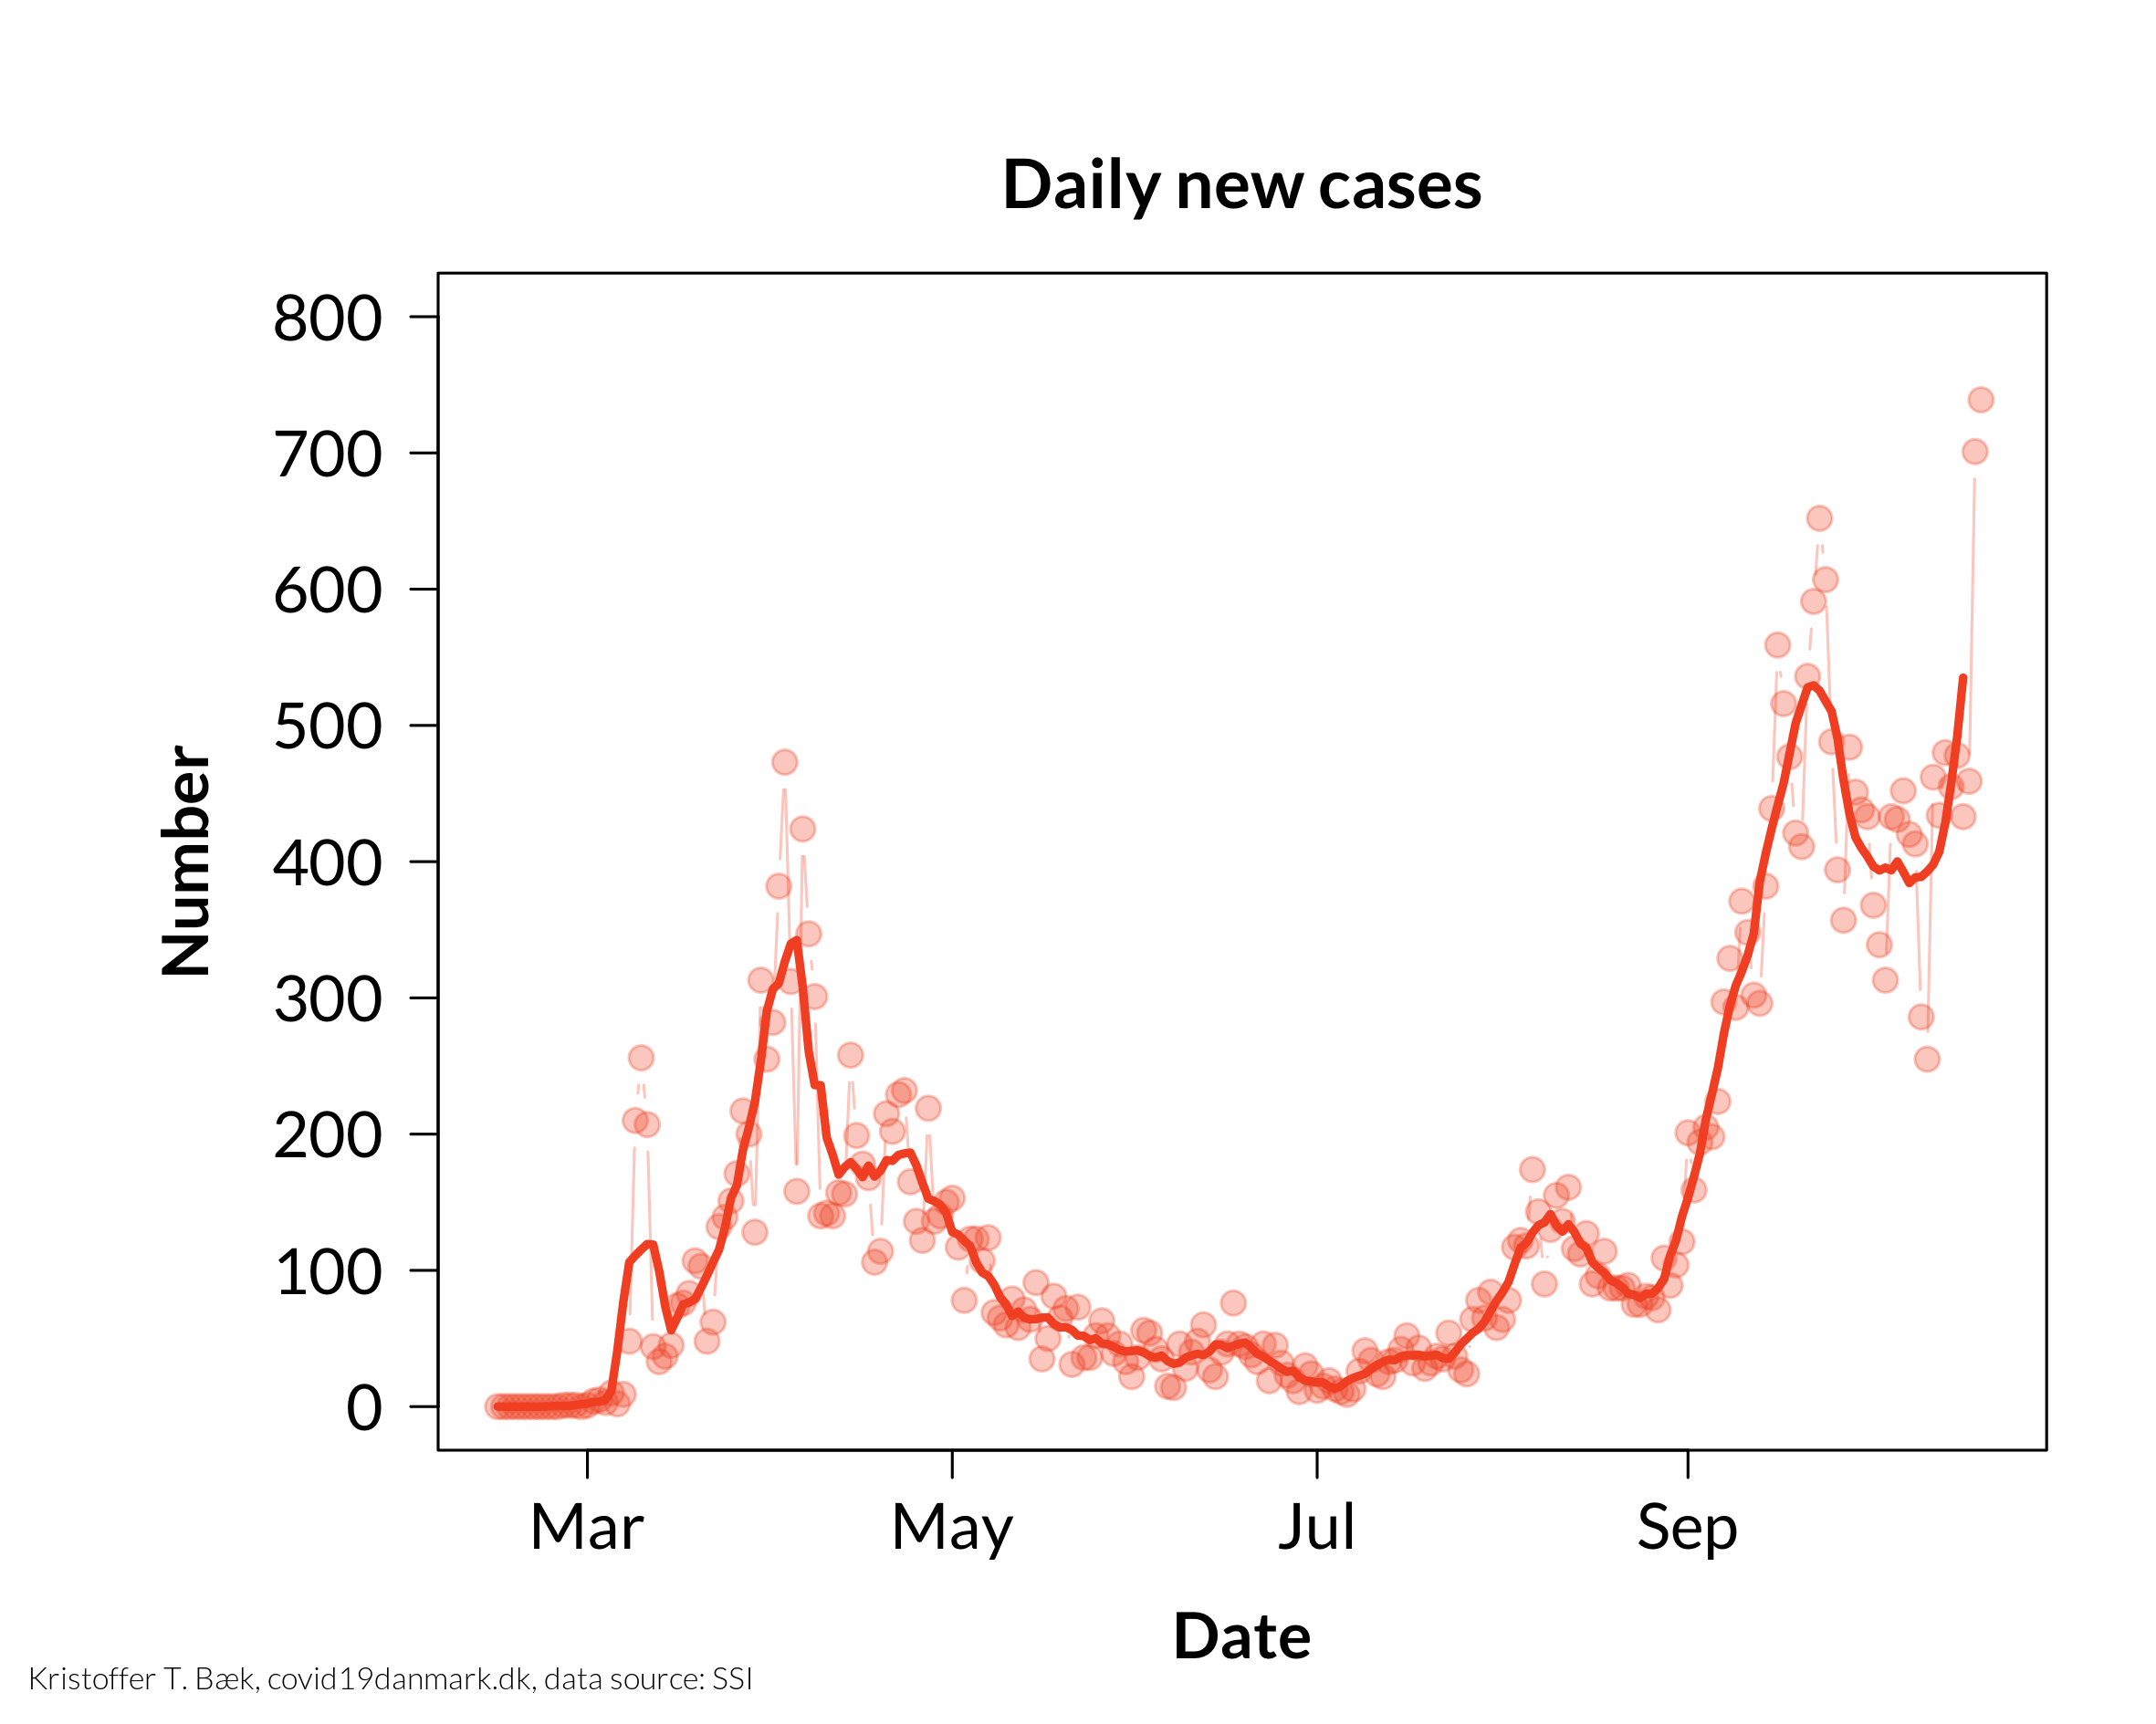 Daily new cases
800
700
600
500
400
300
200
100
0
Number
Mar May Jul Sep
Date
Kristoffer T. Bæk, covid19danmark.dk, data source: SSI